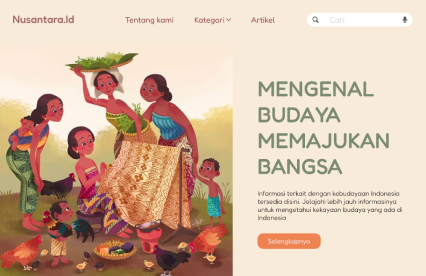 Nusantara.Id
Tentang kami
Kategori
Artikel
Cari
MENGENAL
BUDAYA
MEMAJUKAN
BANGSA
Informasi terkait dengan kebudayaan Indonesia
tersedia disini. Jelajahi lebih jauh informasinya
untuk mengetahui kekayaan budaya yang ada di
Indonesia
Selengkapnya